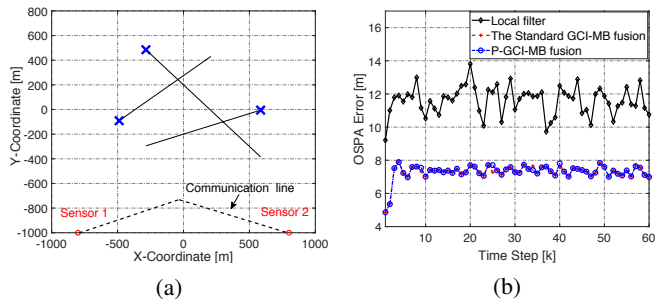 800
600
400
200
0
-200
-400
-600
-800
-1000
Y-Coordinate [m]
Communication line
Sensor 1
Sensor 2
-1000 -500 0 500 1000
X-Coordinate [m]
(a)
16
14
12
10
8
6
4
2
OSPA Error [m]
Local filter
The Standard GCI-MB fusion
P-GCI-MB fusion
10 20 30 40 50 60
Time Step [k]
(b)